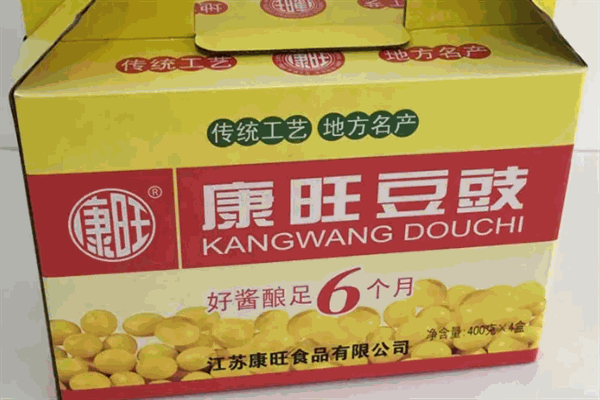 康旺
传统工艺 康旺 地方名产
传统工艺 地方名产
康旺® 康旺豆豉
KANGWANG DOUCHI
好酱酿足6个月
净含量:400克×4盒
江苏康旺食品有限公司